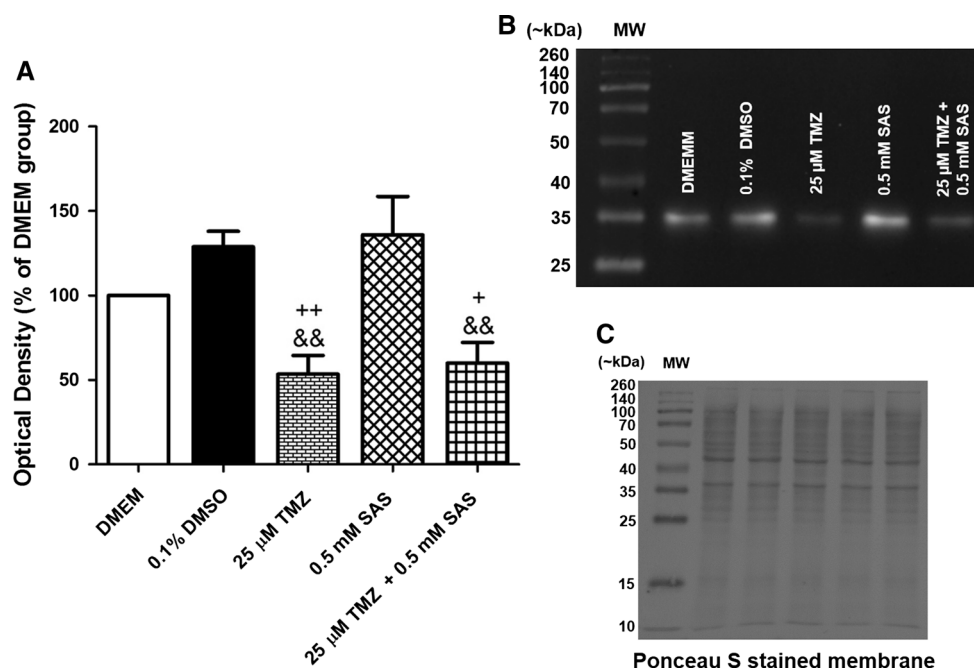 A
Optical Density (% of DMEM group)
200
150
100
50
0
++
&&
+
&&
DMEM
0.1% DMSO
25 μM TMZ
0.5 mM SAS
25 μM TMZ + 0.5 mM SAS
B
(~kDa) MW
260
140
100
70
50
40
35
25
DMEMM
0.1% DMSO
25 μM TMZ
0.5 mM SAS
25 μM TMZ +
0.5 mM SAS
C
(~kDa) MW
260
140
100
70
50
40
35
25
15
10
Ponceau S stained membrane